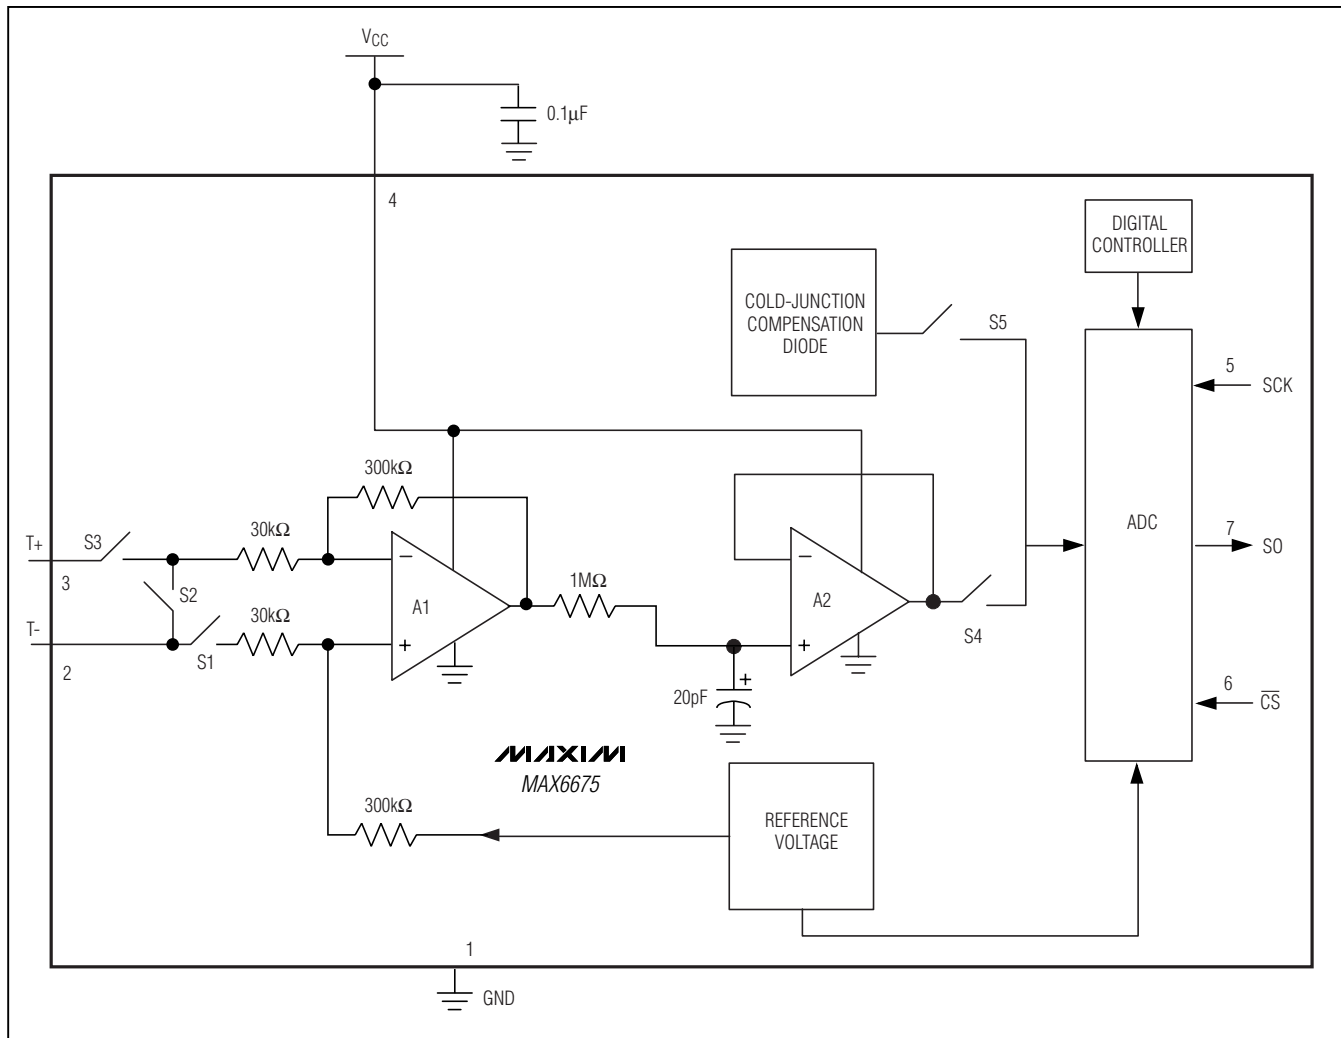 VCC
0.1µF
4
DIGITAL
CONTROLLER
COLD-JUNCTION
COMPENSATION
DIODE
S5
5
SCK
300kΩ
30kΩ
T+
S3
3
S2
1MΩ
ADC
7
SO
A1
A2
T-
30kΩ
S1
2
S4
20pF
+
6
CS
MAXIM
MAX6675
300kΩ
REFERENCE
VOLTAGE
1
GND